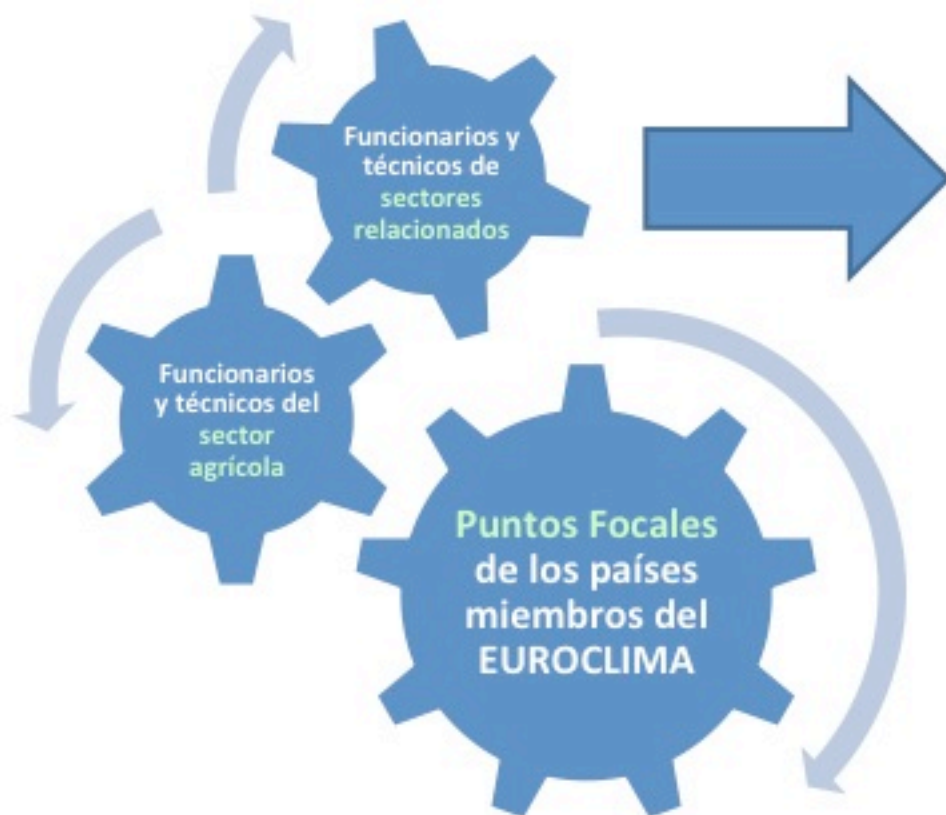 Funcionarios y
técnicos de
sectores
relacionados
Funcionarios
y técnicos del
sector
agrícola
Puntos Focales
de los países
miembros del
EUROCLIMA